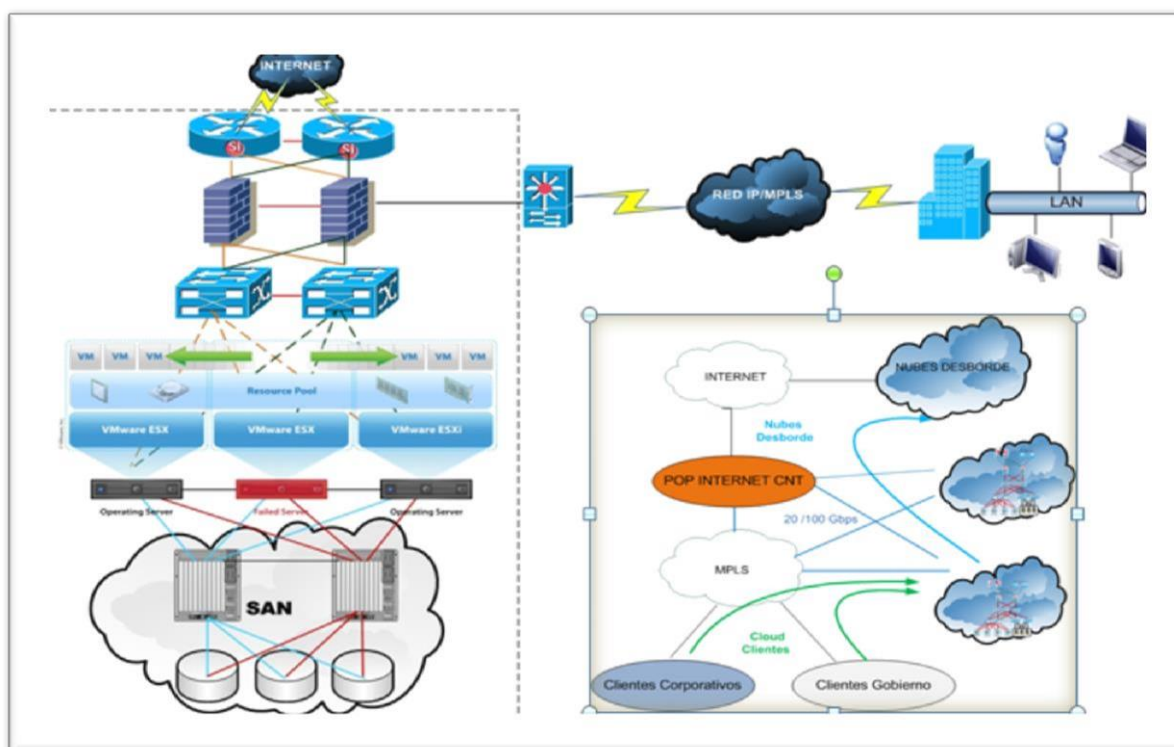 INTERNET
Si
Si
RED IP/MPLS
LAN
VM
VM
VM
VM
VM
VM
Resource Pool
VMware ESX
VMware ESX
VMware ESXi
Operating Server
Failed Server
Operating Server
SAN
INTERNET
NUBES DESBORDE
Nubes
Desborde
POP INTERNET CNT
20 /100 Gbps
MPLS
Cloud
Clientes
Clientes Corporativos
Clientes Gobierno